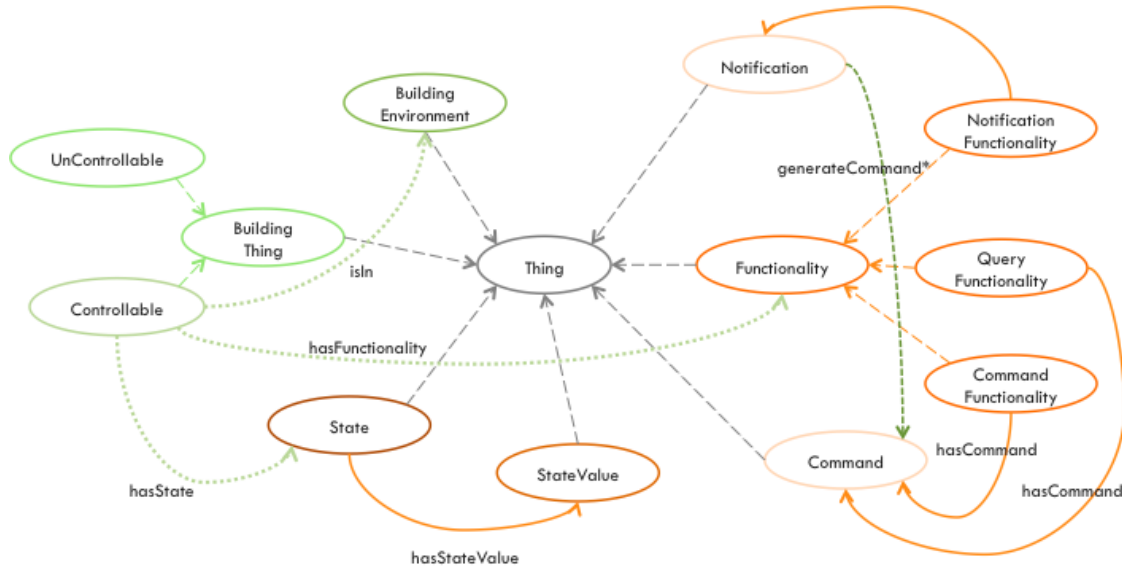 Notification
Building
Environment
Notification
Functionality
UnControllable
generateCommand*
Building
Thing
isIn
Thing
Functionality
Query
Functionality
Controllable
hasFunctionality
Command
Functionality
State
hasCommand
Command
StateValue
hasState
hasCommand
hasStateValue